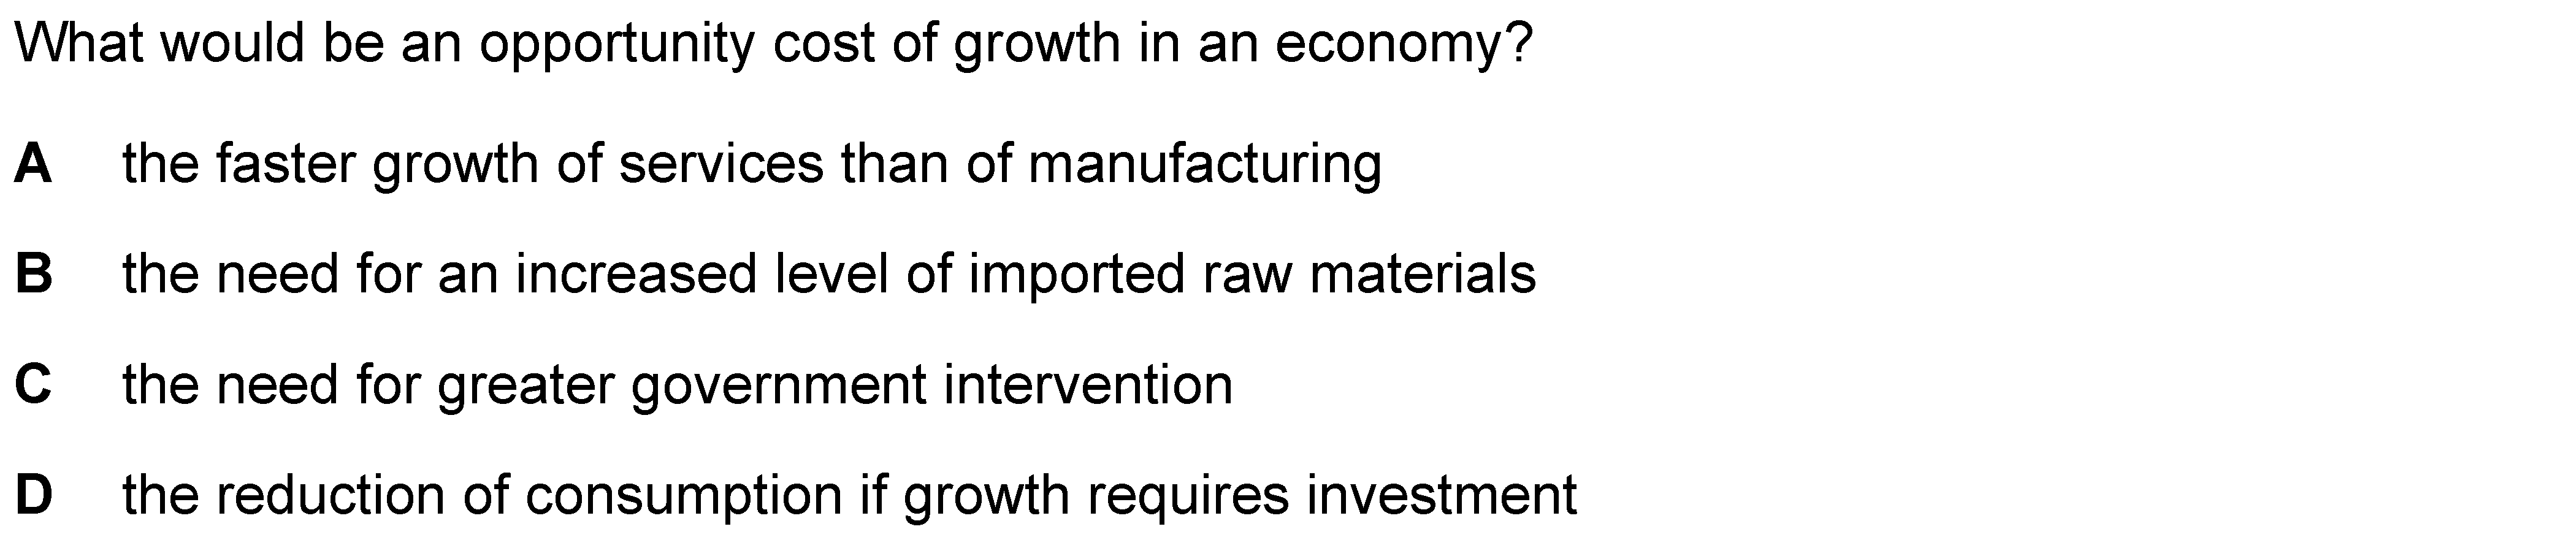 What would be an opportunity cost of growth in an economy?
A the faster growth of services than of manufacturing
B the need for an increased level of imported raw materials
C the need for greater government intervention
D the reduction of consumption if growth requires investment